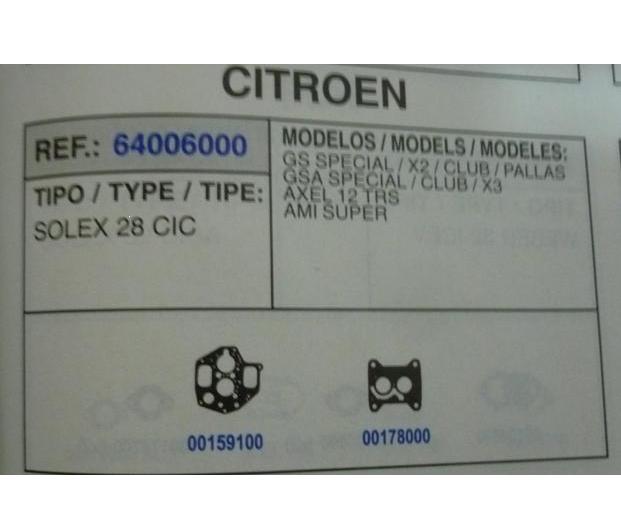 CITROEN
REF.: 64006000
TIPO / TYPE / TIPE:
SOLEX 28 CIC
MODELOS / MODELS / MODELES:
GS SPECIAL / X2 / CLUB / PALLAS
GSA SPECIAL / CLUB / X3
AXEL 12 TRS
AMI SUPER
00159100
00178000